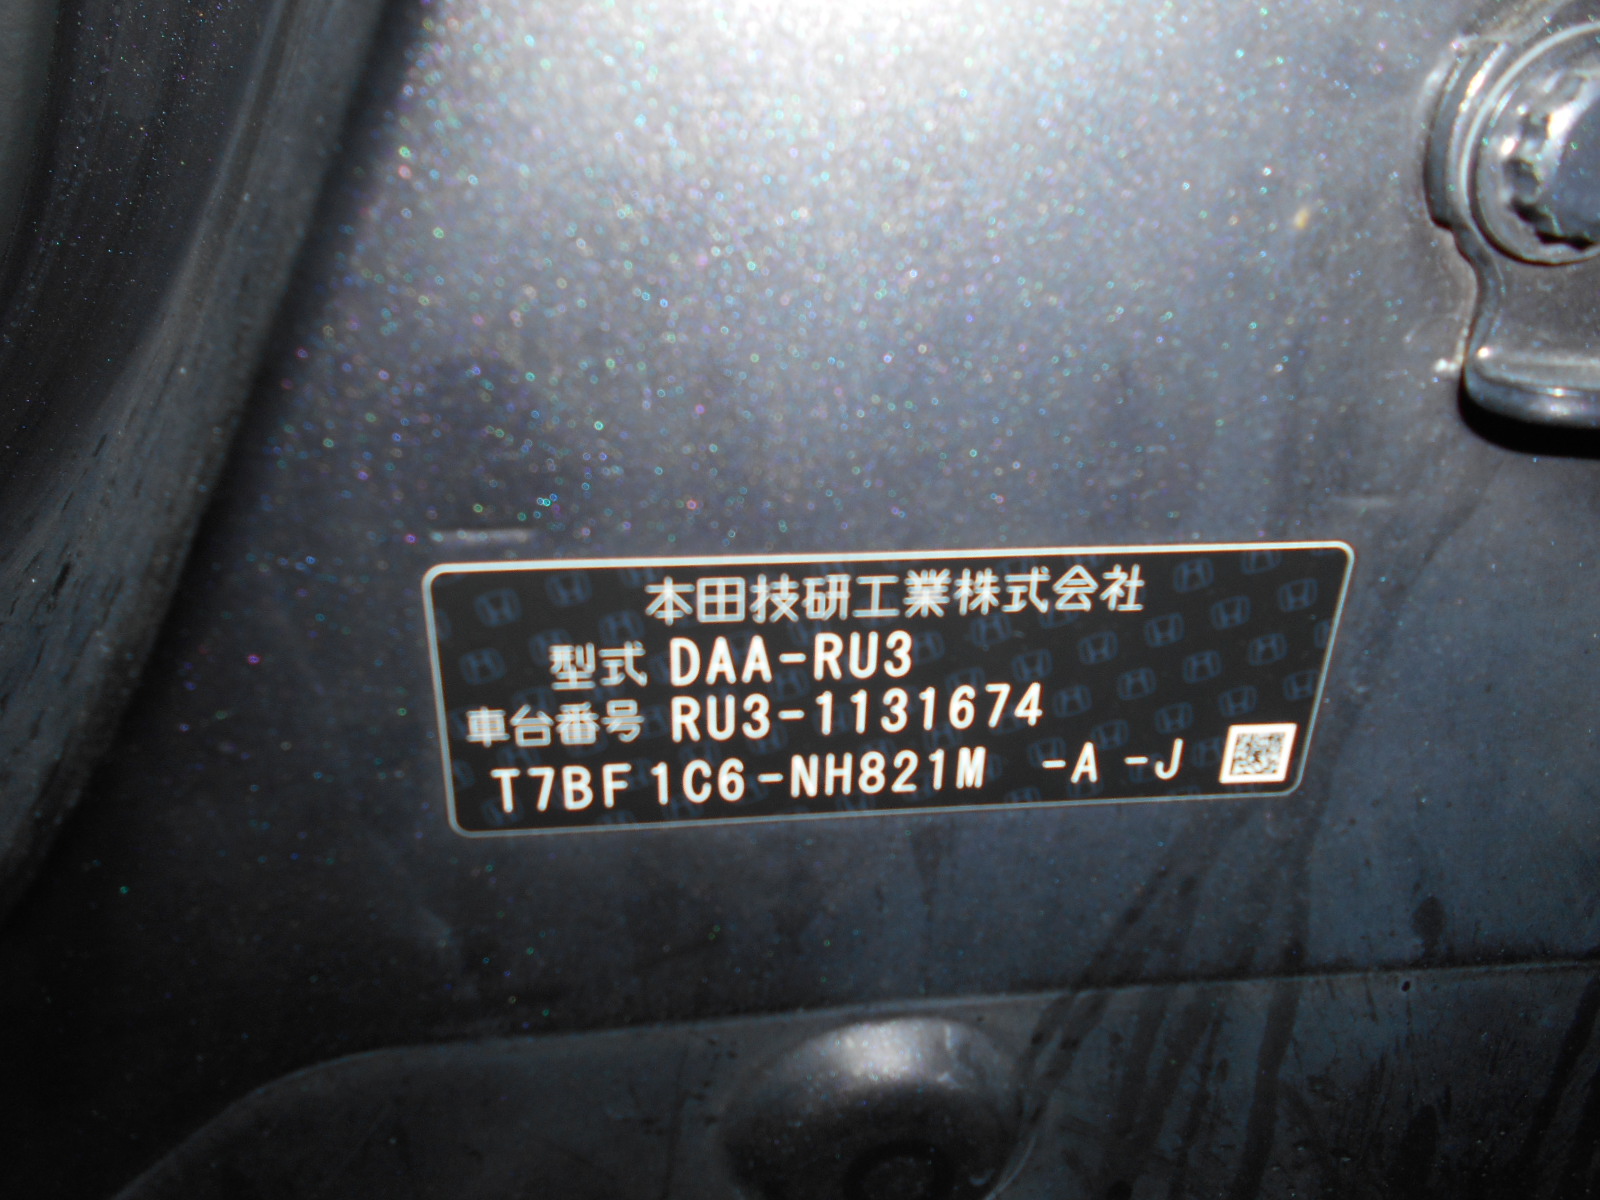 本田技研工業株式会社
型式 DAA-RU3
車台番号 RU3-1131674
T7BF1C6-NH821M -A -J